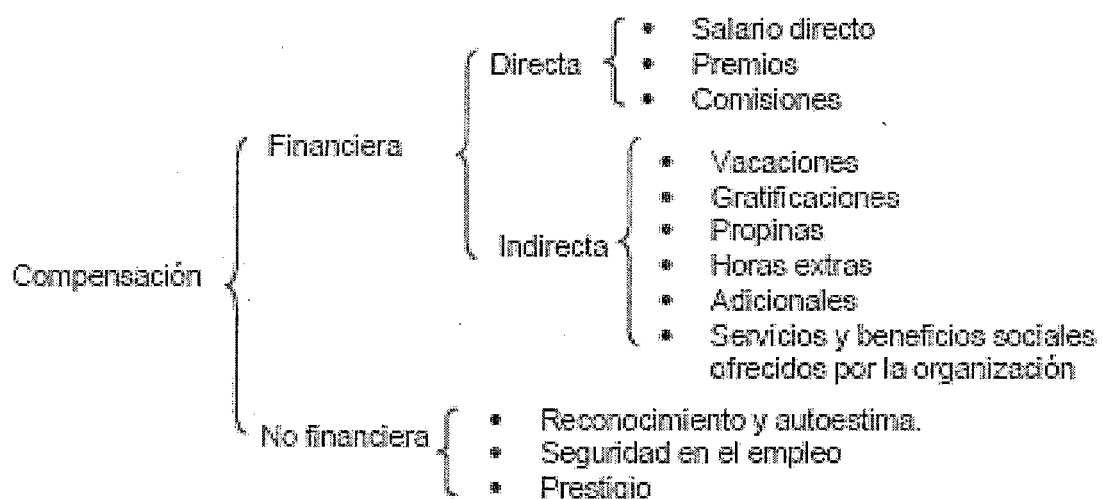 Compensación
Financiera
Directa
• Salario directo
• Premios
• Comisiones
Indirecta
• Vacaciones
• Gratificaciones
• Propinas
• Horas extras
• Adicionales
• Servicios y beneficios sociales
ofrecidos por la organización
No financiera
• Reconocimiento y autoestima.
• Seguridad en el empleo
• Prestigio